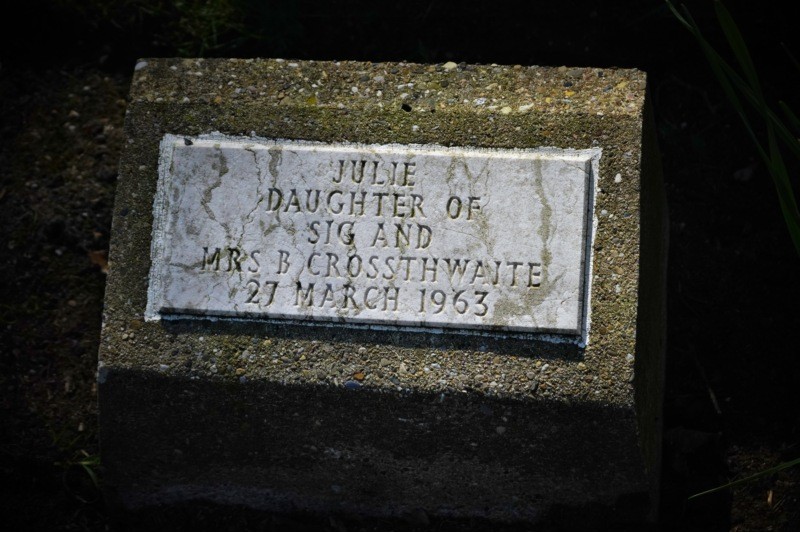 JULIE
DAUGHTER OF
SIG AND
MRS B CROSSTHWAITE
27 MARCH 1963